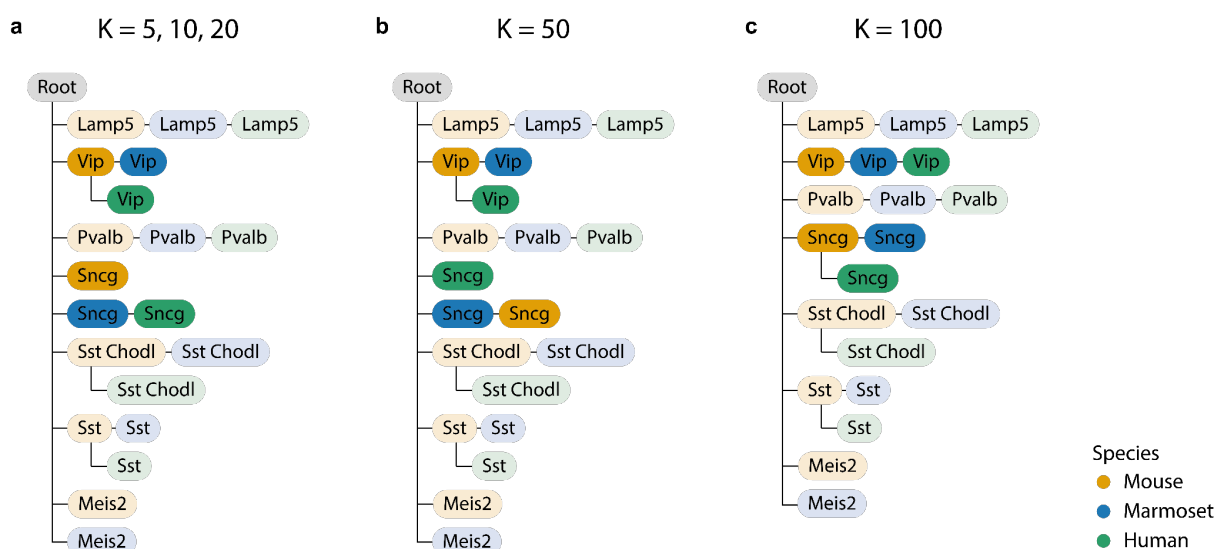 a K = 5, 10, 20
Root
Lamp5 Lamp5 Lamp5
Vip Vip
Vip
Pvalb Pvalb Pvalb
Sncg
Sncg Sncg
Sst Chodl Sst Chodl
Sst Chodl
Sst Sst
Sst
Meis2
Meis2
b K = 50
Root
Lamp5 Lamp5 Lamp5
Vip Vip
Vip
Pvalb Pvalb Pvalb
Sncg
Sncg Sncg
Sst Chodl Sst Chodl
Sst Chodl
Sst Sst
Sst
Meis2
Meis2
c K = 100
Root
Lamp5 Lamp5 Lamp5
Vip Vip Vip
Pvalb Pvalb Pvalb
Sncg Sncg
Sncg
Sst Chodl Sst Chodl
Sst Chodl
Sst Sst
Sst
Meis2
Meis2
Species
Mouse
Marmoset
Human